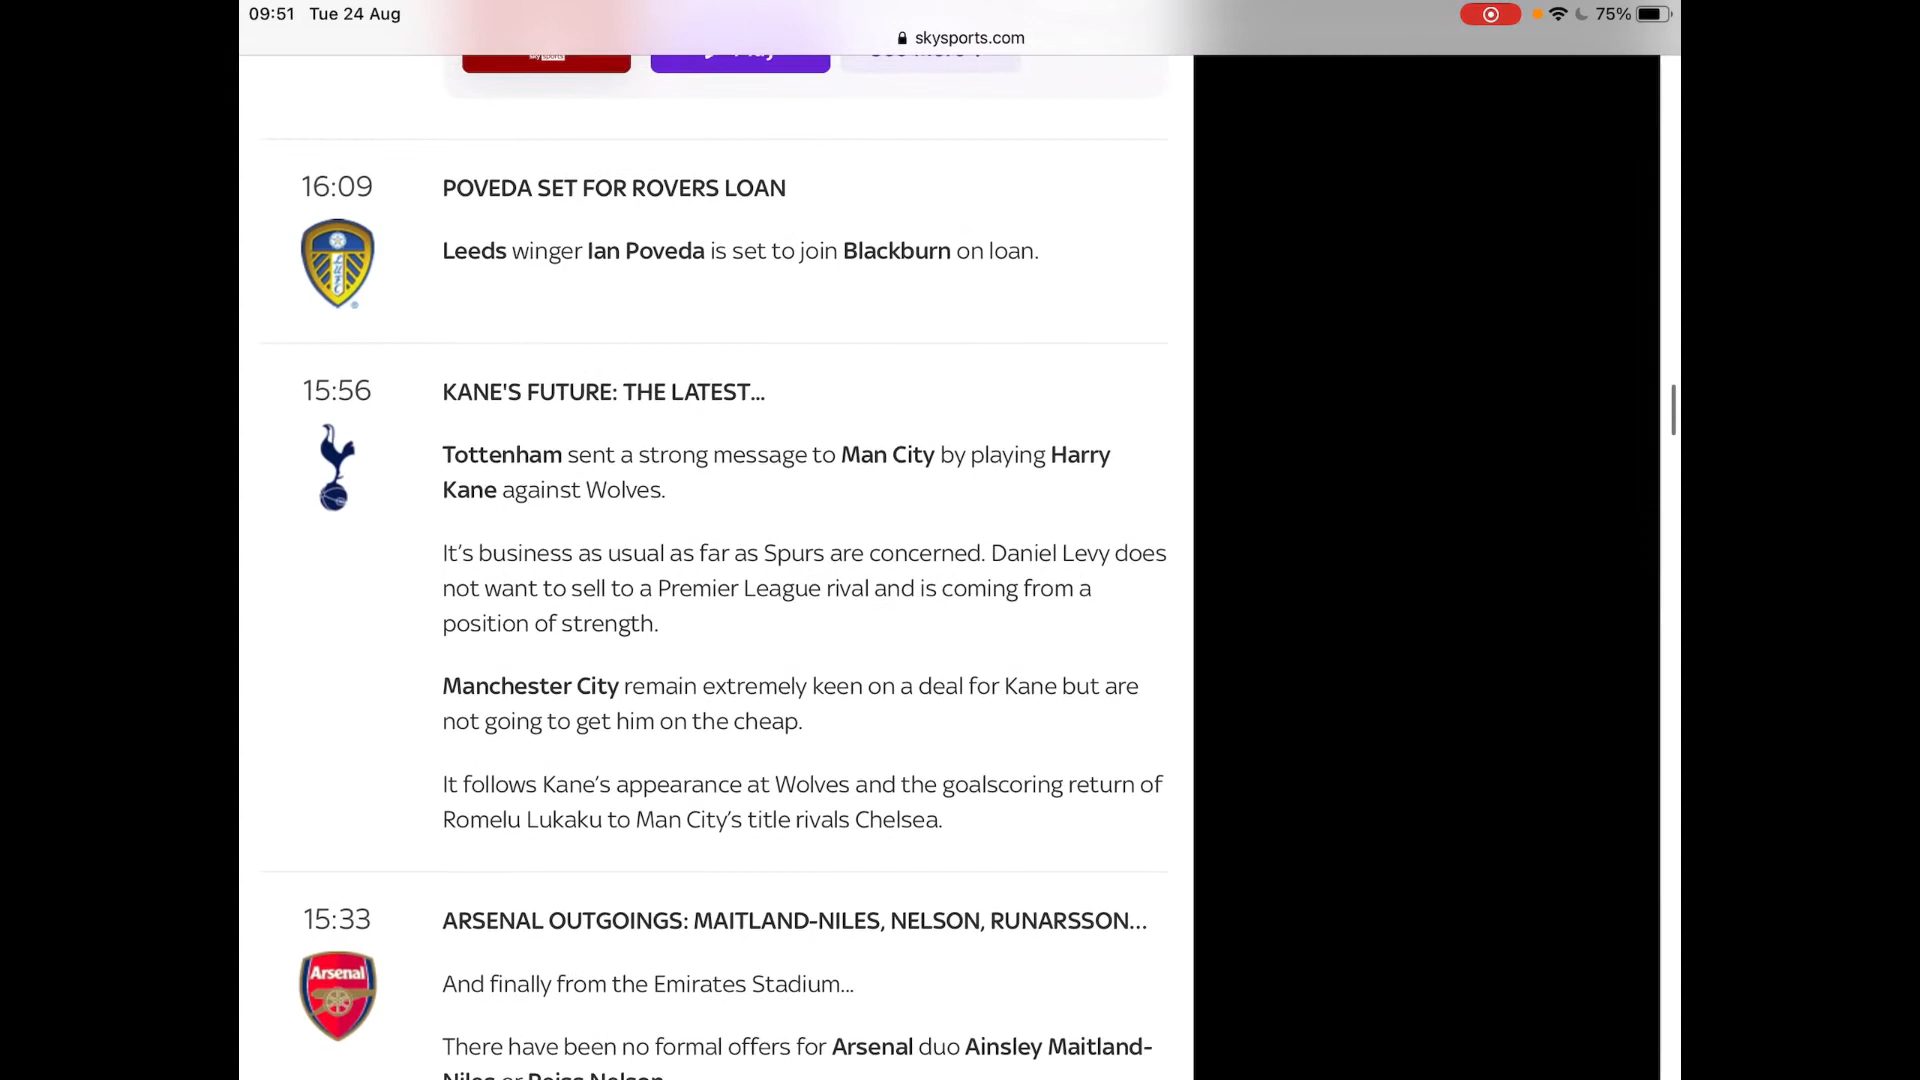 09:51 Tue 24 Aug
75%
skysports.com
sky sports
16:09
POVEDA SET FOR ROVERS LOAN
Leeds winger Ian Poveda is set to join Blackburn on loan.
15:56
KANE'S FUTURE: THE LATEST...
Tottenham sent a strong message to Man City by playing Harry
Kane against Wolves.
It’s business as usual as far as Spurs are concerned. Daniel Levy does
not want to sell to a Premier League rival and is coming from a
position of strength.
Manchester City remain extremely keen on a deal for Kane but are
not going to get him on the cheap.
It follows Kane’s appearance at Wolves and the goalscoring return of
Romelu Lukaku to Man City’s title rivals Chelsea.
15:33
ARSENAL OUTGOINGS: MAITLAND-NILES, NELSON, RUNARSSON...
Arsenal
And finally from the Emirates Stadium...
There have been no formal offers for Arsenal duo Ainsley Maitland-
Niles or Reiss Nelson.